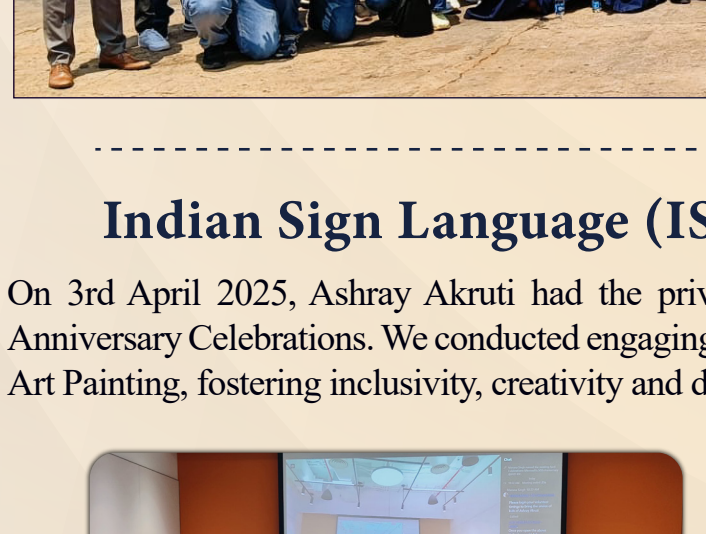 Indian Sign Language (IS
On 3rd April 2025, Ashray Akruti had the priv
Anniversary Celebrations. We conducted engaging
Art Painting, fostering inclusivity, creativity and d